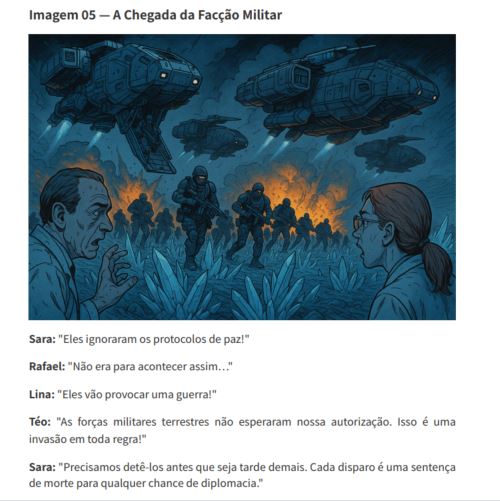 Imagem 05 — A Chegada da Facção Militar
Sara: "Eles ignoraram os protocolos de paz!"
Rafael: "Não era para acontecer assim…"
Lina: "Eles vão provocar uma guerra!"
Téo: "As forças militares terrestres não esperaram nossa autorização. Isso é uma
invasão em toda regra!"
Sara: "Precisamos detê-los antes que seja tarde demais. Cada disparo é uma sentença
de morte para qualquer chance de diplomacia."